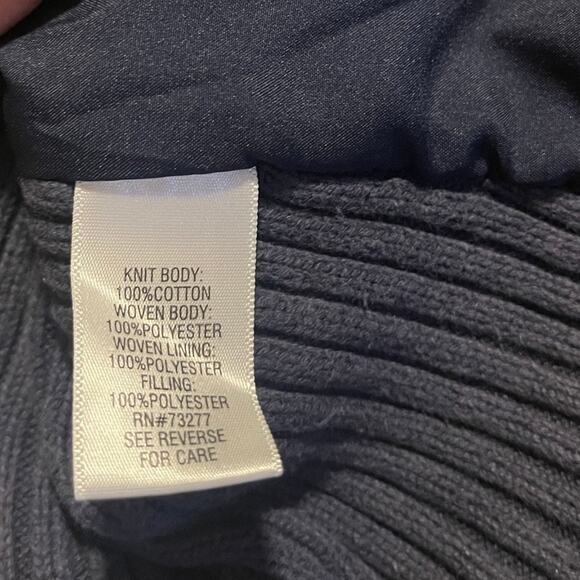 KNIT BODY:
100%COTTON
WOVEN BODY:
100%POLYESTER
WOVEN LINING:
100%POLYESTER
FILLING:
100%POLYESTER
RN#73277
SEE REVERSE
FOR CARE